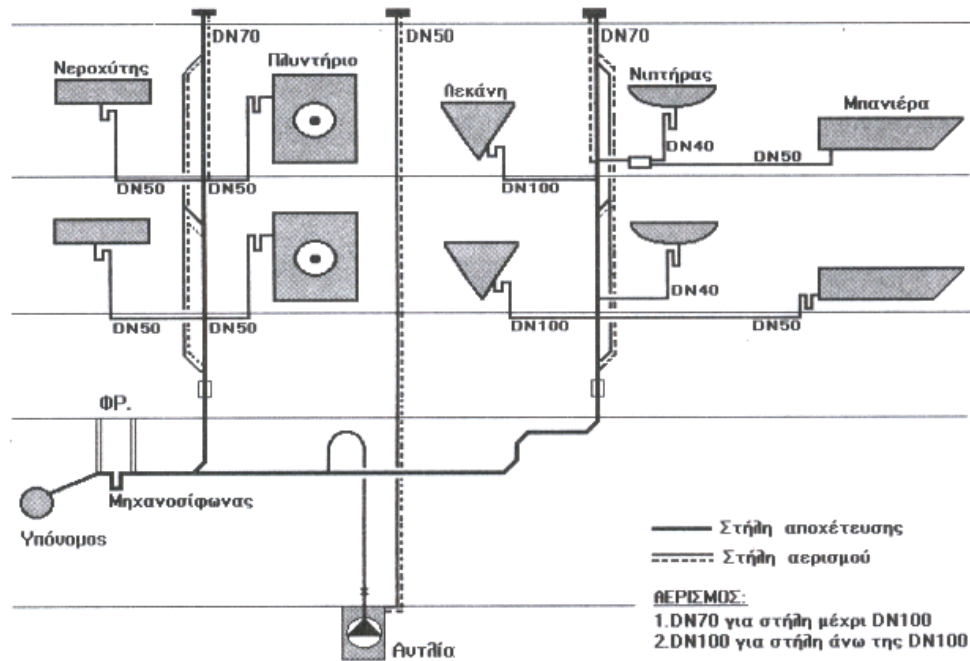 DN70 DN50 DN70
Νεροχύτης Πλυντήριο Λεκάνη Νιπτήρας Μπανιέρα
DN40 DN50
DN50 DN50 DN100
DN40
DN50 DN50 DN100 DN50
ΦΡ.
Μηχανοσίφωνας
Υπόνομος
Στήλη αποχέτευσης
Στήλη αερισμού
ΑΕΡΙΣΜΟΣ:
1.DN70 για στήλη μέχρι DN100
2.DN100 για στήλη άνω της DN100
Αντλία